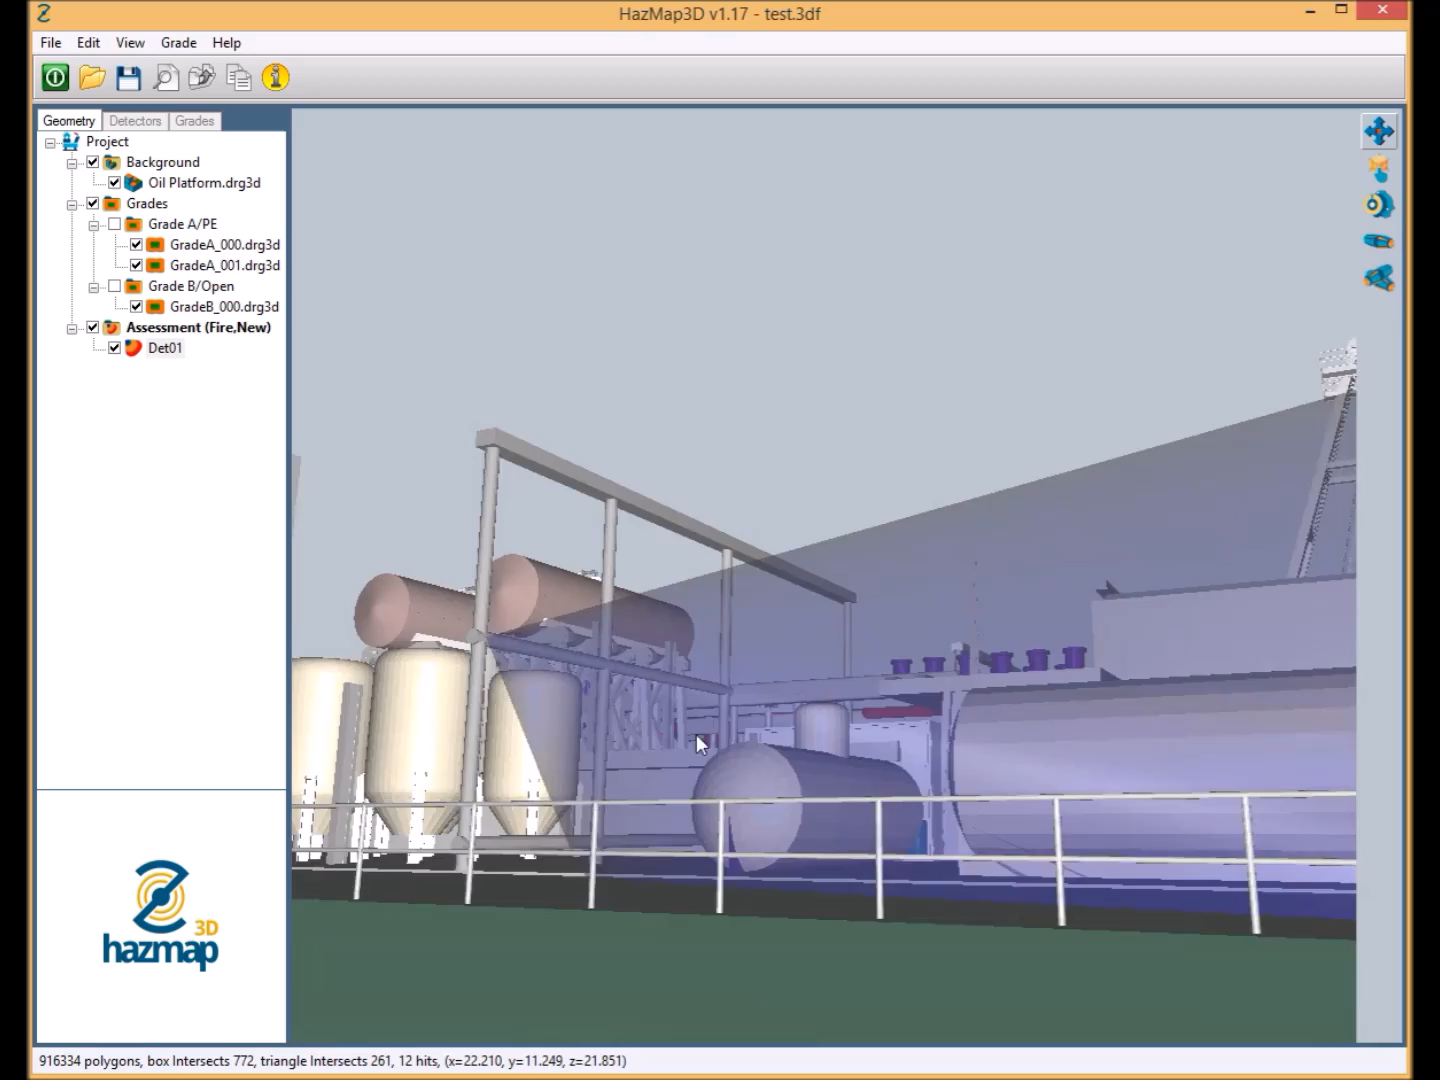 HazMap3D v1.17 - test.3df
File Edit View Grade Help
Geometry Detectors Grades
Project
Background
Oil Platform.drg3d
Grades
Grade A/PE
GradeA_000.drg3d
GradeA_001.drg3d
Grade B/Open
GradeB_000.drg3d
Assessment (Fire,New)
Det01
3D
hazmap
916334 polygons, box Intersects 772, triangle Intersects 261, 12 hits, (x=22.210, y=11.249, z=21.851)